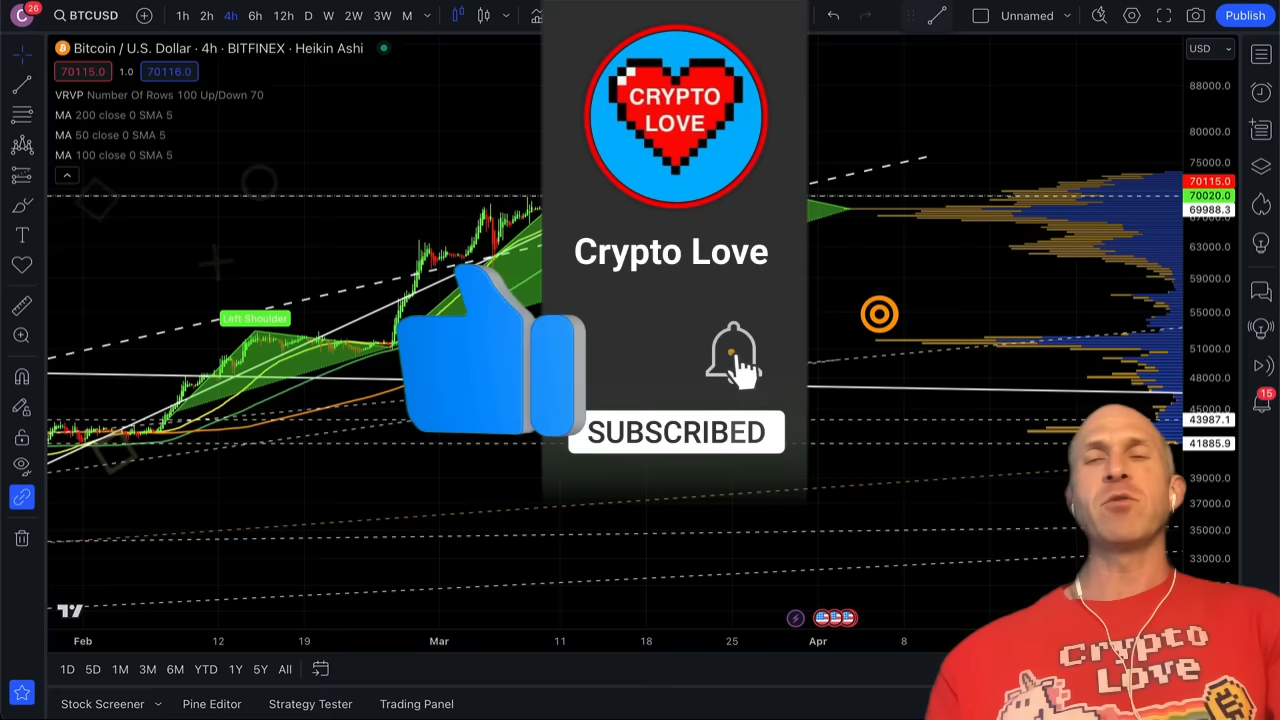 C 26
BTCUSD
1h 2h 4h 6h 12h D W 2W 3W M
Unnamed
Publish
Bitcoin / U.S. Dollar · 4h · BITFINEX · Heikin Ashi
USD
70115.0 1.0 70116.0
VRVP Number Of Rows 100 Up/Down 70
MA 200 close 0 SMA 5
MA 50 close 0 SMA 5
MA 100 close 0 SMA 5
CRYPTO
LOVE
Crypto Love
SUBSCRIBED
Left Shoulder
88000.0
80000.0
75000.0
70115.0
70020.0
69988.3
63000.0
59000.0
55000.0
51000.0
48000.0
45000.0
43987.1
41885.9
39000.0
37000.0
35000.0
33000.0
15
Crypto
Love
Feb 12 19 Mar 11 18 25 Apr 8
1D 5D 1M 3M 6M YTD 1Y 5Y All
Stock Screener Pine Editor Strategy Tester Trading Panel